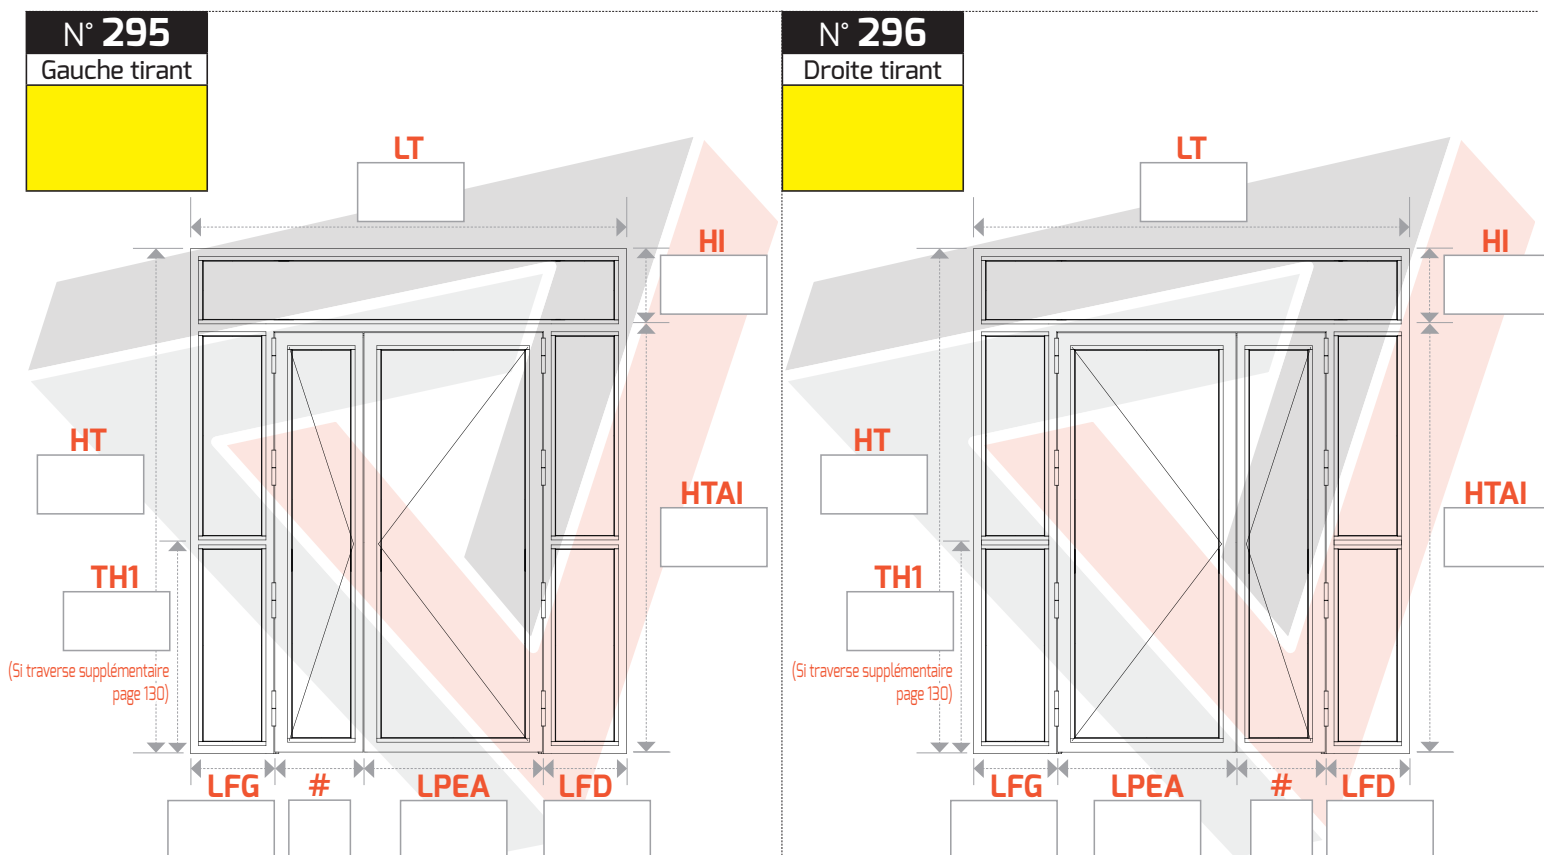 N° 295
Gauche tirant
LT
HI
HT
HTAI
TH1
(Si traverse supplémentaire
page 130)
LFG
#
LPEA
LFD
N° 296
Droite tirant
LT
HI
HT
HTAI
TH1
(Si traverse supplémentaire
page 130)
LFG
LPEA
#
LFD